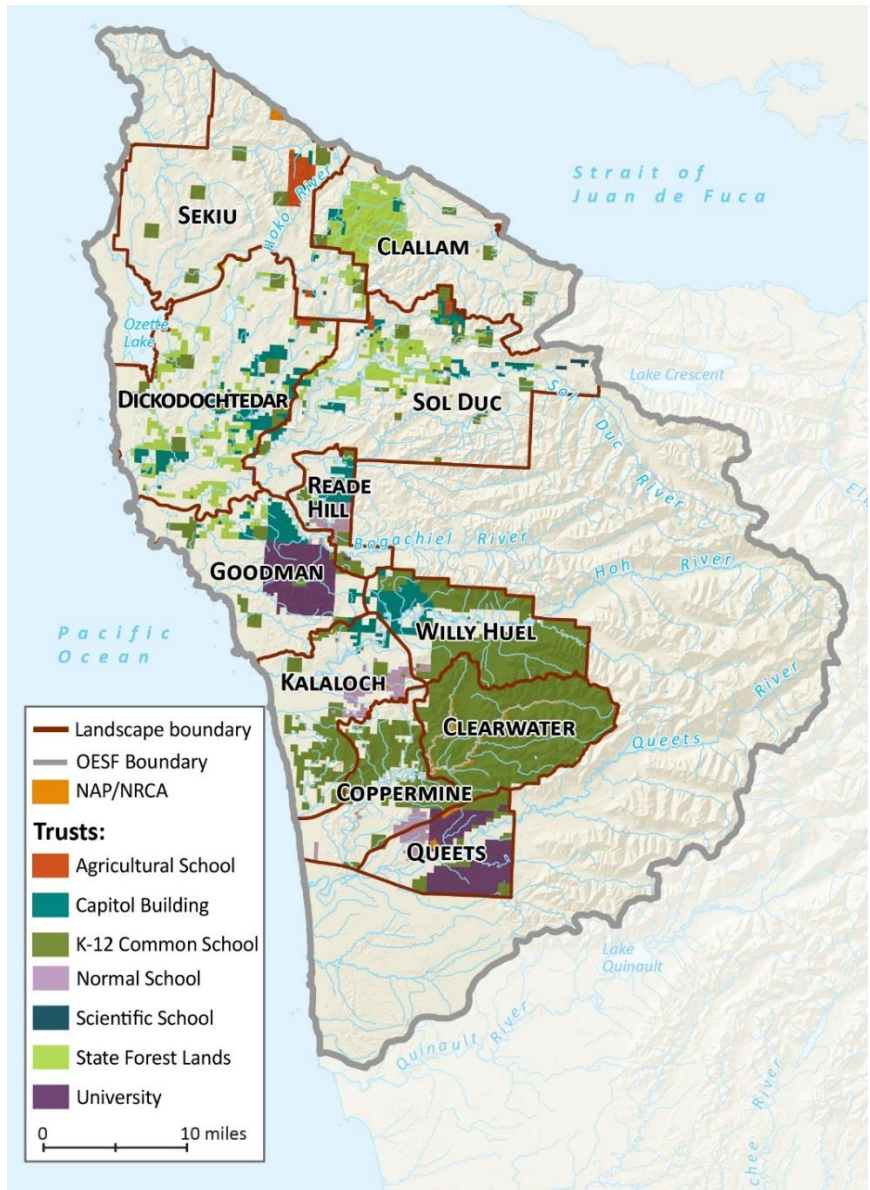 Strait of
Juan de Fuca
SEKIU
Hoko River
CLALLAM
Ozette
Lake
Lake Crescent
DICKODOCHTEDAR
SOL DUC
Sol Duc River
READE
HILL
Bogachiel River
GOODMAN
Hoh River
Pacific
Ocean
WILLY HUEL
KALALOCH
CLEARWATER
Queets River
COPPERMINE
QUEETS
Lake
Quinault
Quinault River
River
Landscape boundary
OESF Boundary
NAP/NRCA
Trusts:
Agricultural School
Capitol Building
K-12 Common School
Normal School
Scientific School
State Forest Lands
University
0 10 miles